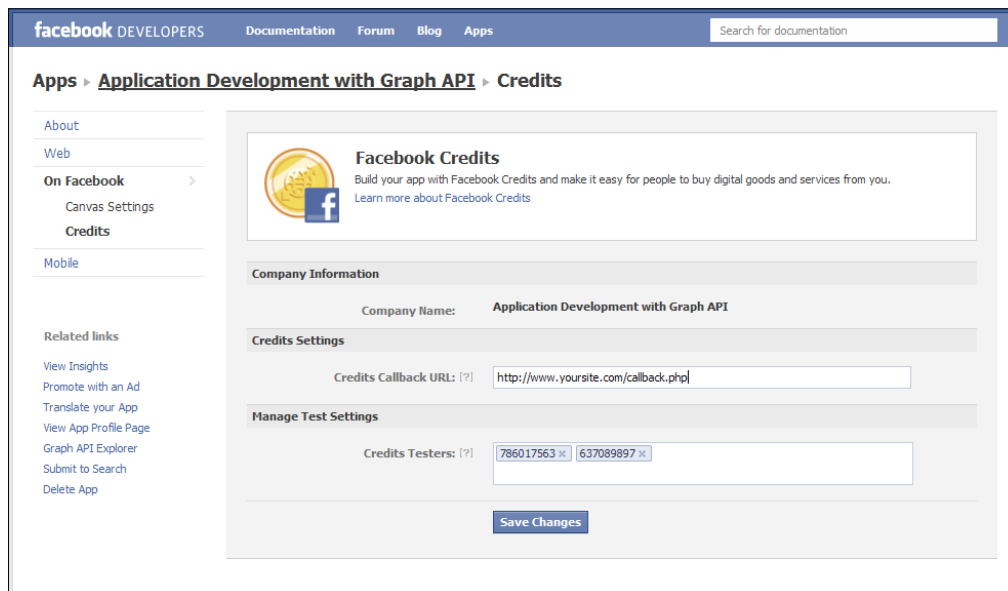 facebook DEVELOPERS Documentation Forum Blog Apps Search for documentation
Apps ▸ Application Development with Graph API ▸ Credits
About
Web
On Facebook
Canvas Settings
Credits
Mobile
Related links
View Insights
Promote with an Ad
Translate your App
View App Profile Page
Graph API Explorer
Submit to Search
Delete App
Facebook Credits
Build your app with Facebook Credits and make it easy for people to buy digital goods and services from you.
Learn more about Facebook Credits
Company Information
Company Name: Application Development with Graph API
Credits Settings
Credits Callback URL: [?] http://www.yoursite.com/callback.php
Manage Test Settings
Credits Testers: [?] 786017563 × 637089897 ×
Save Changes